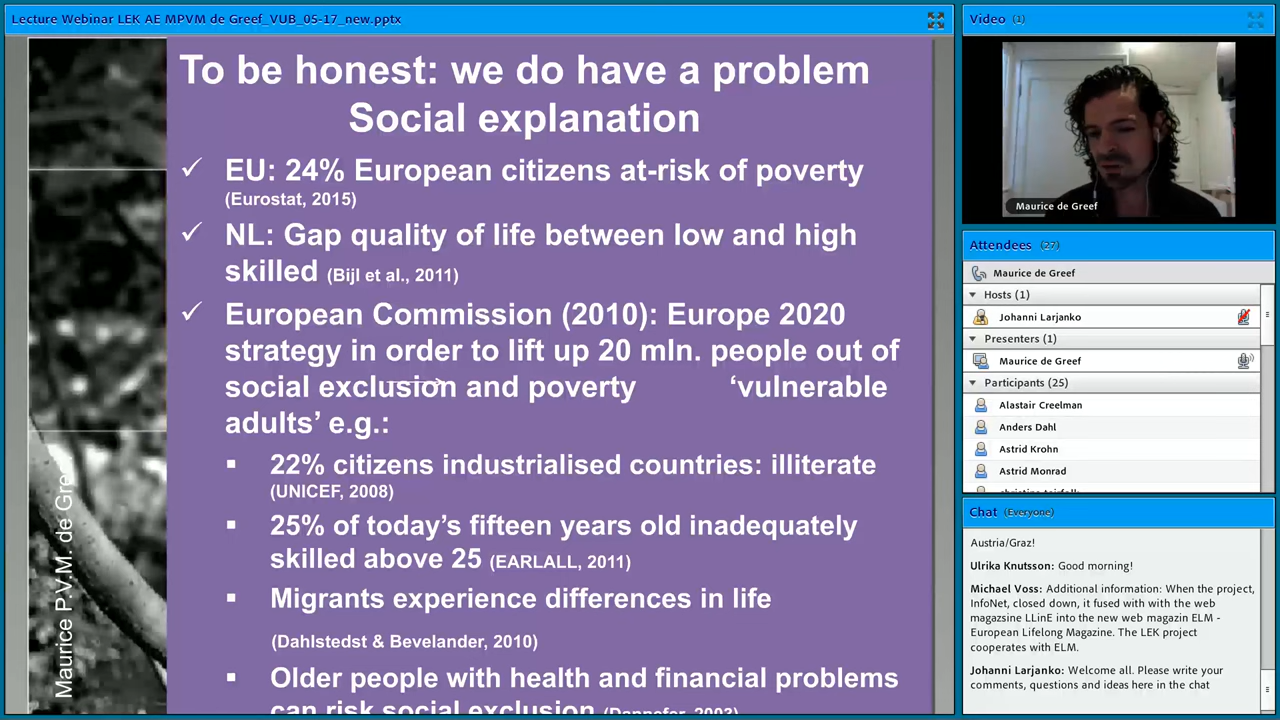 Lecture Webinar LEK AE MPVM de Greef_VUB_05-17_new.pptx
To be honest: we do have a problem
Social explanation
EU: 24% European citizens at-risk of poverty
(Eurostat, 2015)
NL: Gap quality of life between low and high
skilled (Bijl et al., 2011)
European Commission (2010): Europe 2020
strategy in order to lift up 20 mln. people out of
social exclusion and poverty ‘vulnerable
adults’ e.g.:
22% citizens industrialised countries: illiterate
(UNICEF, 2008)
25% of today’s fifteen years old inadequately
skilled above 25 (EARLALL, 2011)
Migrants experience differences in life
(Dahlstedst & Bevelander, 2010)
Older people with health and financial problems
can risk social exclusion (Dannefer, 2003)
Maurice P.V.M. de Gree
Video (1)
Maurice de Greef
Attendees (27)
Maurice de Greef
Hosts (1)
Johanni Larjanko
Presenters (1)
Maurice de Greef
Participants (25)
Alastair Creelman
Anders Dahl
Astrid Krohn
Astrid Monrad
Chat (Everyone)
Austria/Graz!
Ulrika Knutsson: Good morning!
Michael Voss: Additional information: When the project,
InfoNet, closed down, it fused with with the web
magazsine LLinE into the new web magazin ELM -
European Lifelong Magazine. The LEK project
cooperates with ELM.
Johanni Larjanko: Welcome all. Please write your
comments, questions and ideas here in the chat